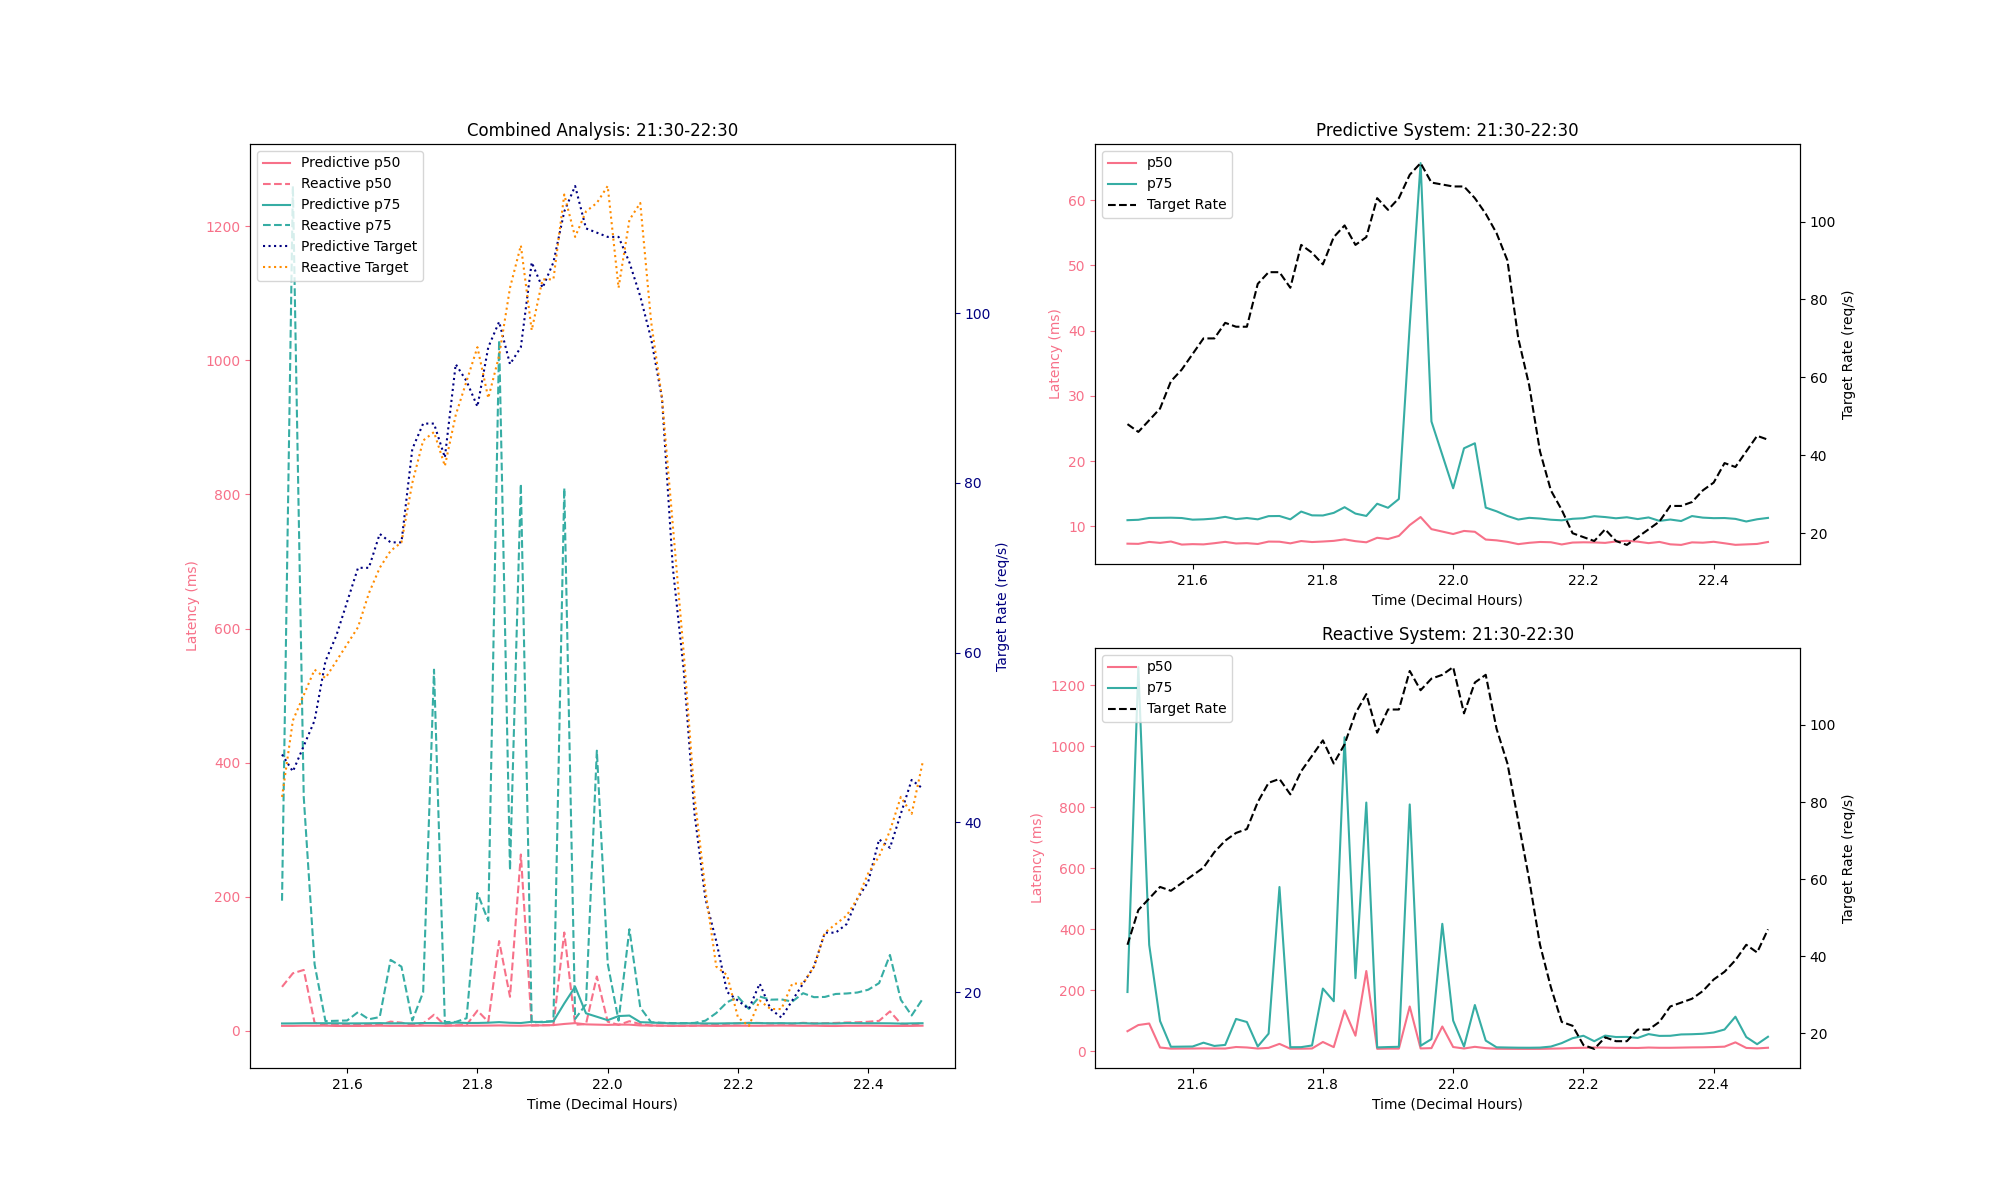 Combined Analysis: 21:30-22:30
Predictive p50
Reactive p50
Predictive p75
Reactive p75
Predictive Target
Reactive Target
1200
1000
800
600
400
200
0
Latency (ms)
100
80
60
40
20
Target Rate (req/s)
21.6 21.8 22.0 22.2 22.4
Time (Decimal Hours)
Predictive System: 21:30-22:30
p50
p75
Target Rate
60
50
40
30
20
10
Latency (ms)
100
80
60
40
20
Target Rate (req/s)
21.6 21.8 22.0 22.2 22.4
Time (Decimal Hours)
Reactive System: 21:30-22:30
p50
p75
Target Rate
1200
1000
800
600
400
200
0
Latency (ms)
100
80
60
40
20
Target Rate (req/s)
21.6 21.8 22.0 22.2 22.4
Time (Decimal Hours)